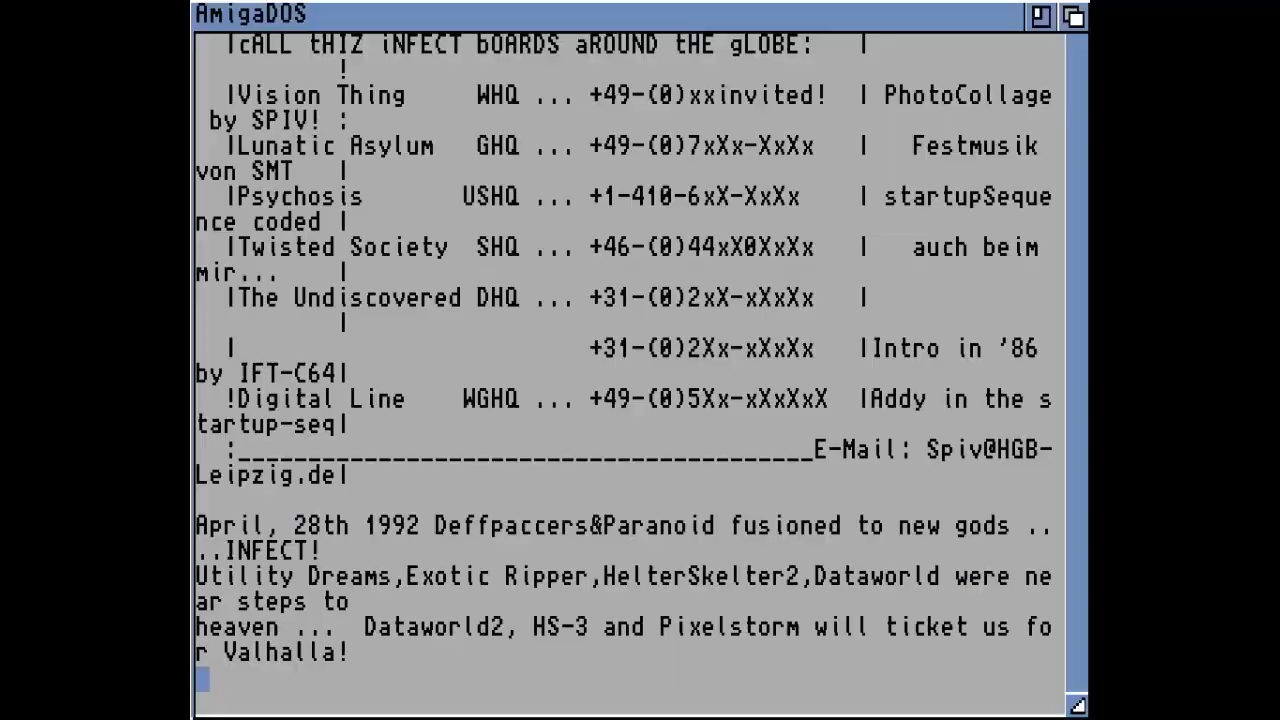 AmigaDOS
|cALL tHIZ iNFECT bOARDS aROUND tHE gLOBE:    |
!
|Vision Thing     WHQ ... +49-(0)xxinvited!  | PhotoCollage
by SPIV! :
|Lunatic Asylum   GHQ ... +49-(0)7xXx-XxXx   |   Festmusik
von SMT   |
|Psychosis       USHQ ... +1-410-6xX-XxXx    | startupSeque
nce coded |
|Twisted Society  SHQ ... +46-(0)44xX0XxXx   |   auch beim
mir...    |
|The Undiscovered DHQ ... +31-(0)2xX-xXxXx   |
|
|                         +31-(0)2Xx-xXxXx   |Intro in '86
by IFT-C64|
!Digital Line    WGHQ ... +49-(0)5Xx-xXxXxX  |Addy in the s
tartup-seq|
:_________________________________________E-Mail: Spiv@HGB-
Leipzig.de|
April, 28th 1992 Deffpaccers&Paranoid fusioned to new gods ..
..INFECT!
Utility Dreams,Exotic Ripper,HelterSkelter2,Dataworld were ne
ar steps to
heaven ...  Dataworld2, HS-3 and Pixelstorm will ticket us fo
r Valhalla!